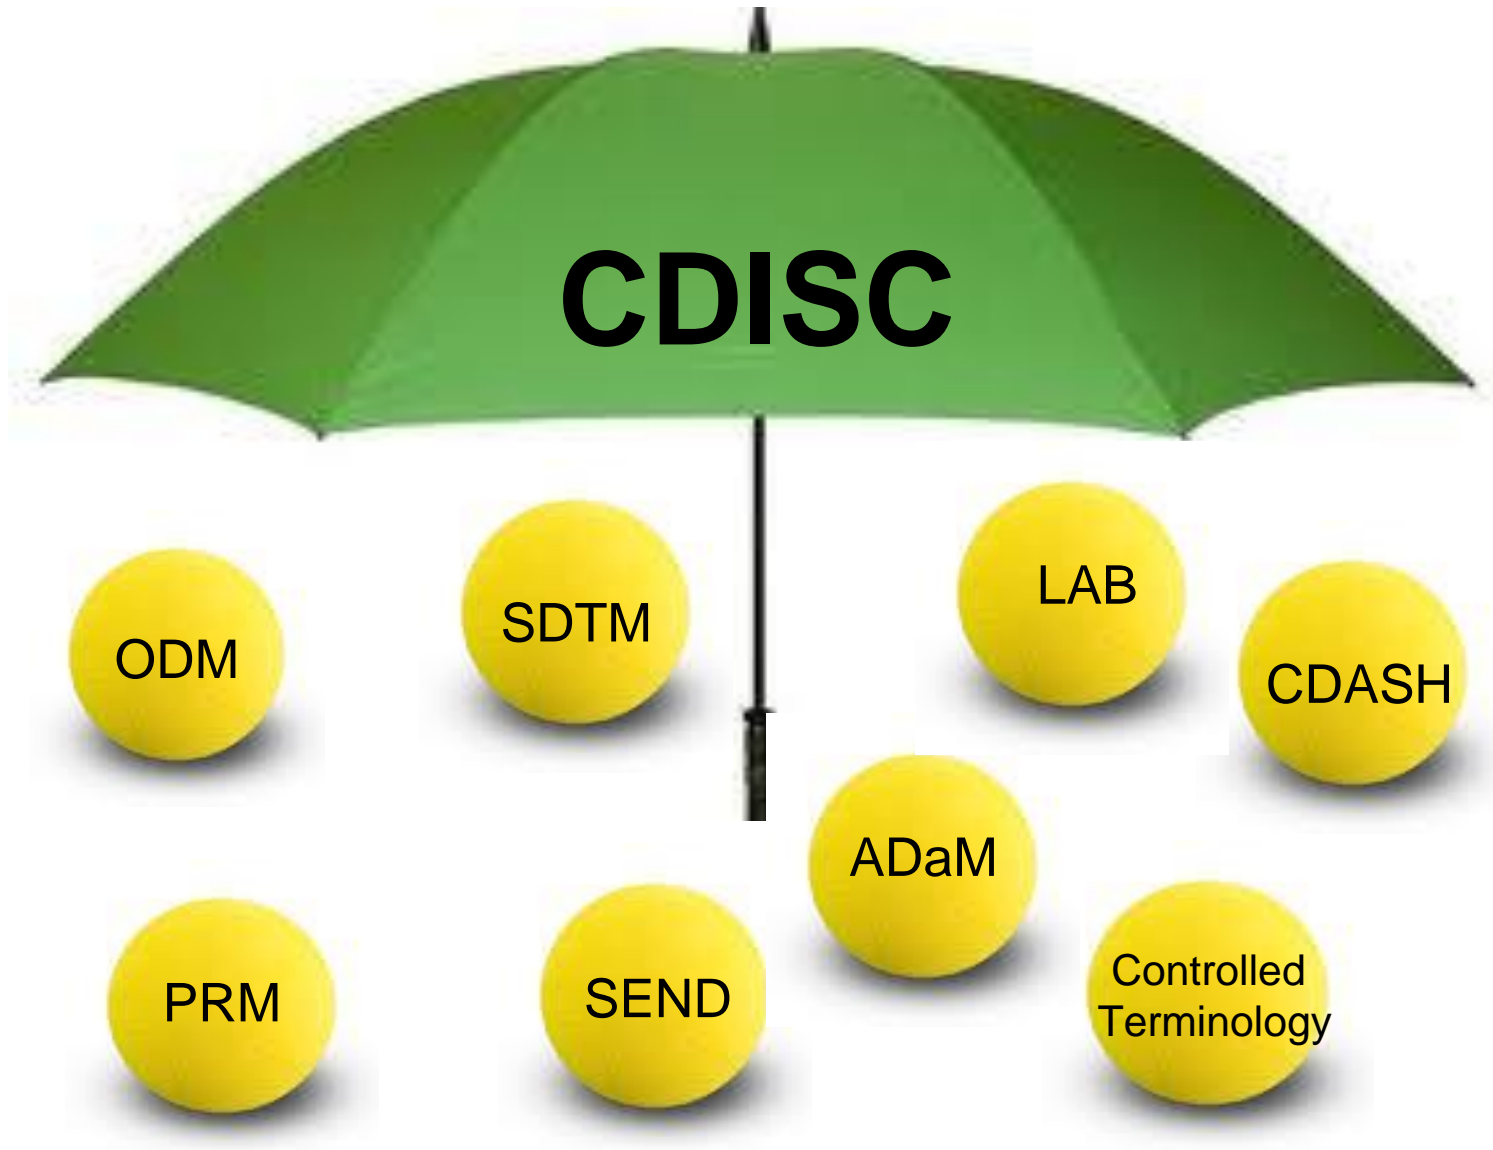 CDISC
LAB
SDTM
ODM
CDASH
ADaM
PRM
SEND
Controlled
Terminology